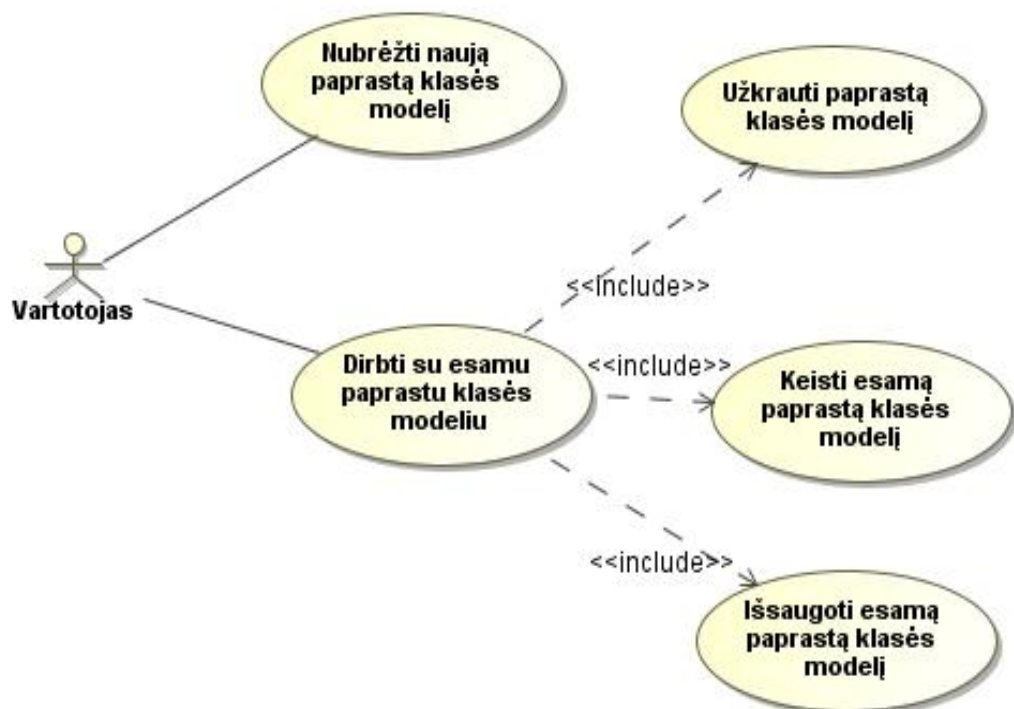 Nubrėžti naują
paprastą klasės
modelį
Užkrauti paprastą
klasės modelį
<<include>>
Vartotojas
Dirbti su esamu
paprastu klasės
modeliu
<<include>>
Keisti esamą
paprastą klasės
modelį
<<include>>
Išsaugoti esamą
paprastą klasės
modelį